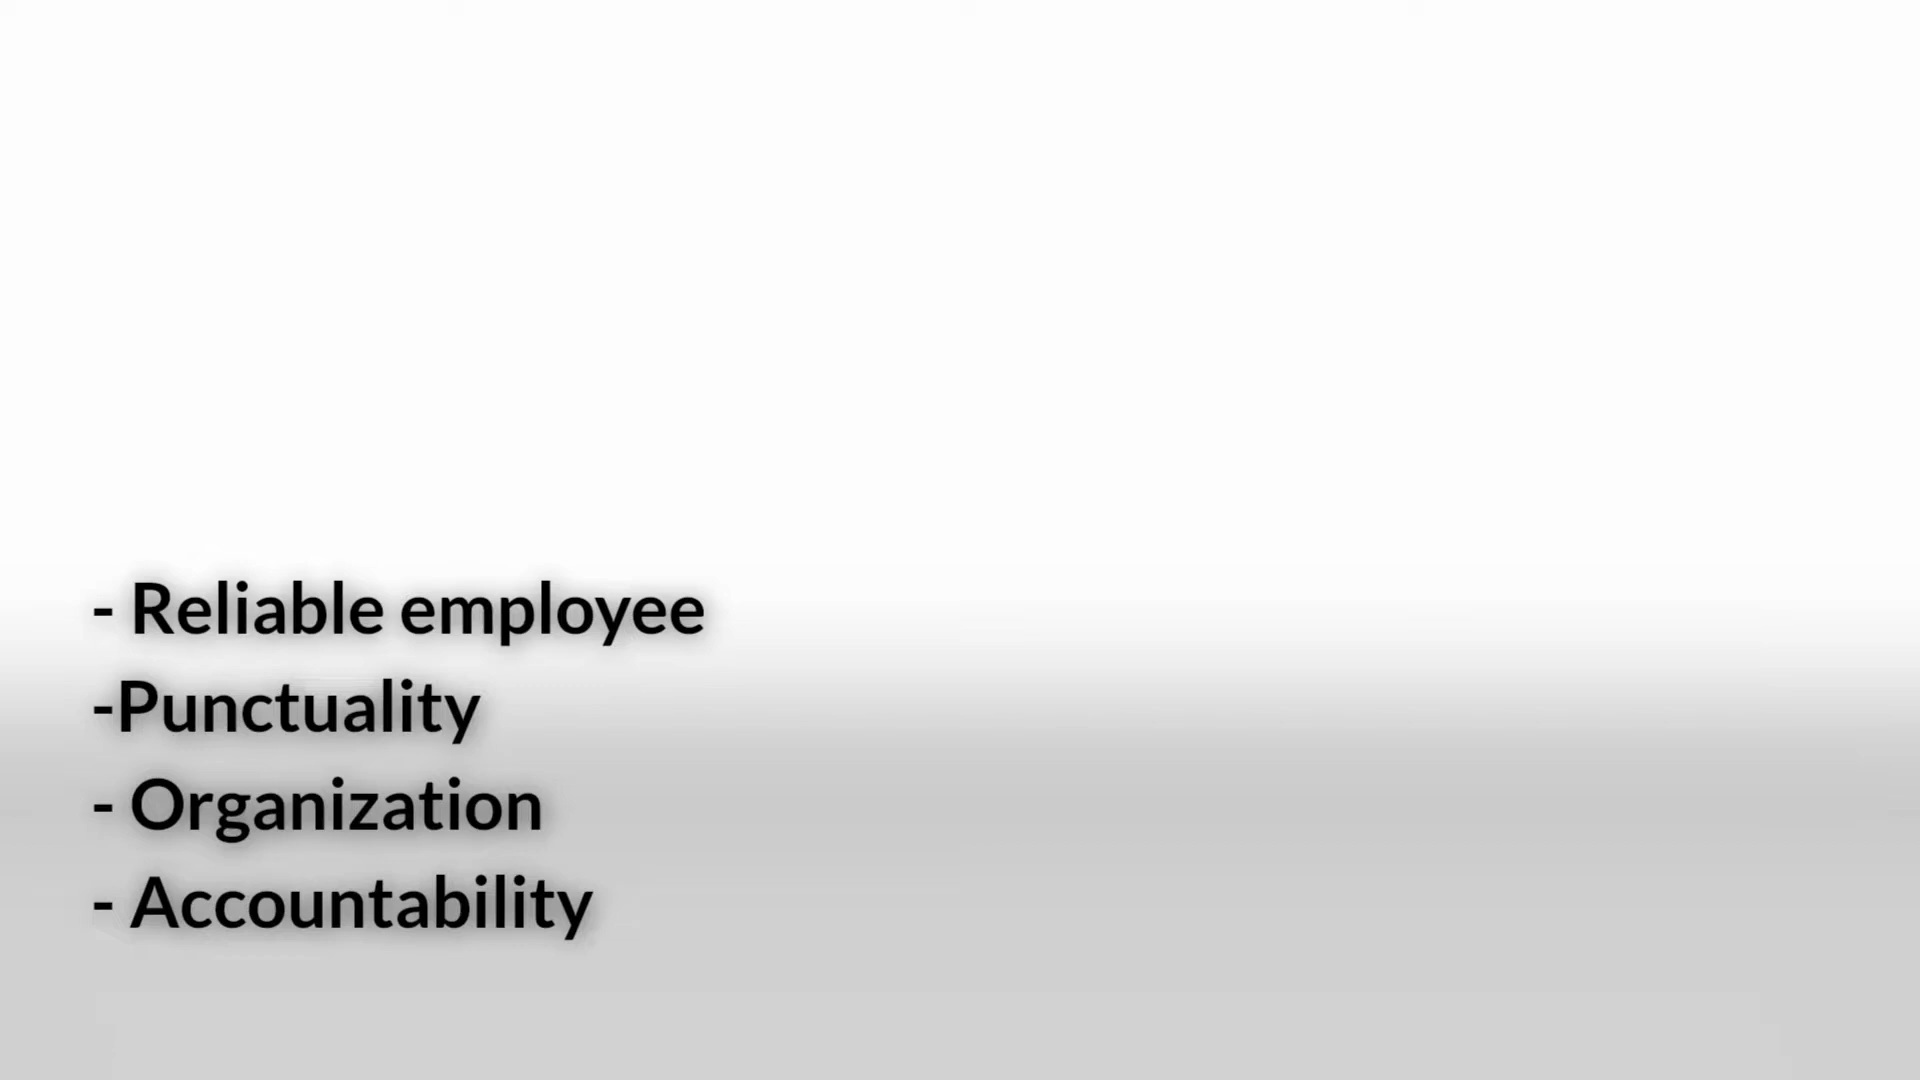 - Reliable employee
-Punctuality
- Organization
- Accountability